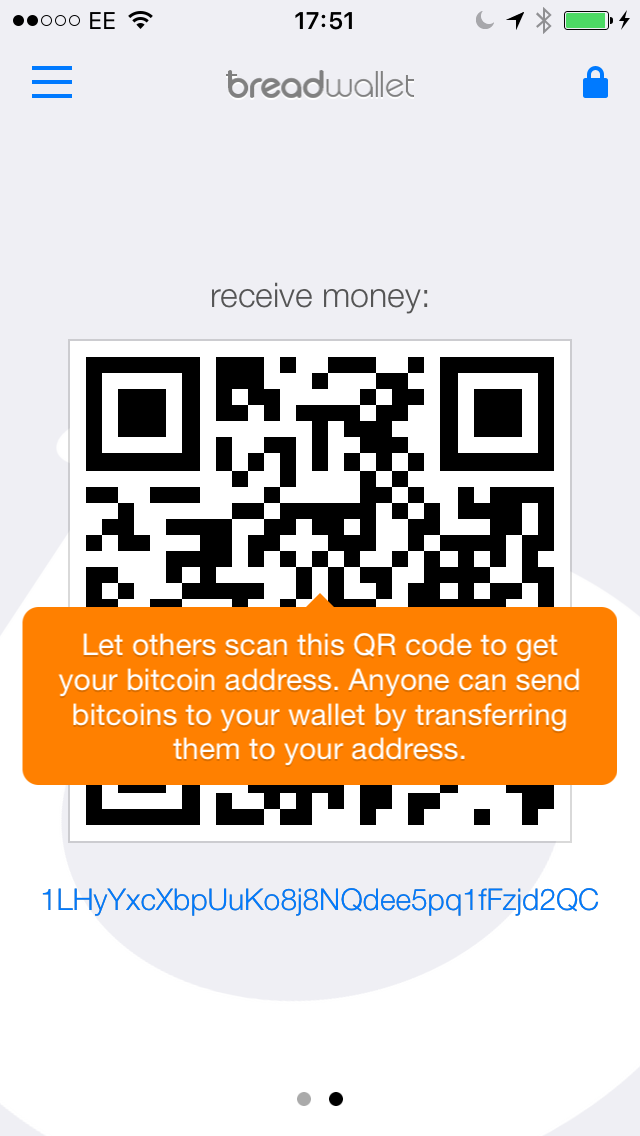 EE 17:51
breadwallet
receive money:
Let others scan this QR code to get
your bitcoin address. Anyone can send
bitcoins to your wallet by transferring
them to your address.
1LHyYxcXbpUuKo8j8NQdee5pq1fFzjd2QC